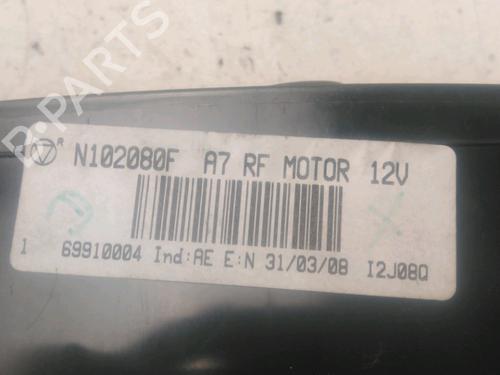 B-PARTS
R N102080F A7 RF MOTOR 12V
1 69910004 Ind:AE E:N 31/03/08 I2J08Q